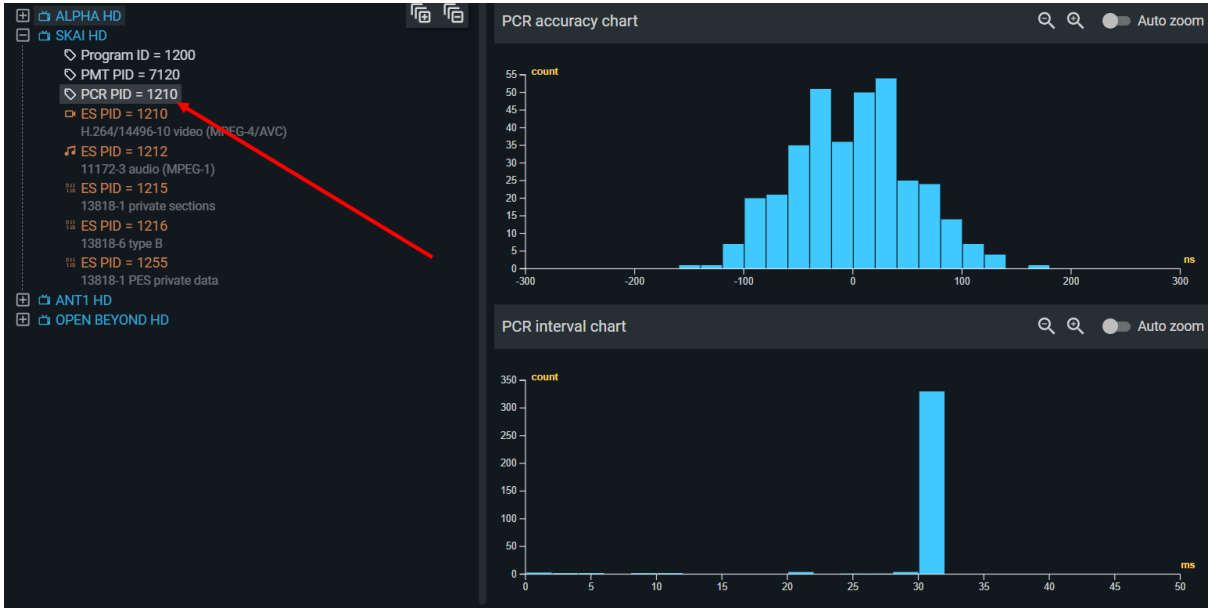 ALPHA HD
SKAI HD
Program ID = 1200
PMT PID = 7120
PCR PID = 1210
ES PID = 1210
H.264/14496-10 video (MPEG-4/AVC)
ES PID = 1212
11172-3 audio (MPEG-1)
ES PID = 1215
13818-1 private sections
ES PID = 1216
13818-6 type B
ES PID = 1255
13818-1 PES private data
ANT1 HD
OPEN BEYOND HD
PCR accuracy chart
Auto zoom
count
55
50
45
40
35
30
25
20
15
10
5
0
ns
-300 -200 -100 0 100 200 300
PCR interval chart
Auto zoom
count
350
300
250
200
150
100
50
0
ms
0 5 10 15 20 25 30 35 40 45 50